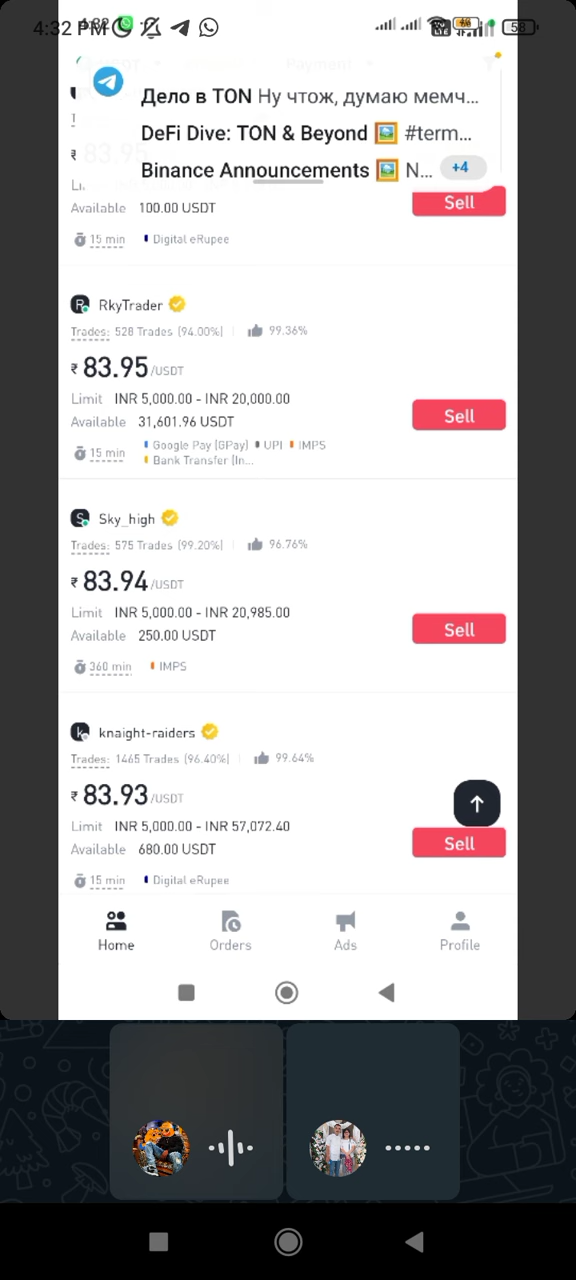 4:32 PM
58
Payment
Дело в TON Ну чтож, думаю мемч...
DeFi Dive: TON & Beyond 🖼️ #term...
Binance Announcements 🖼️ N... +4
₹ 83.95
Available 100.00 USDT
Sell
15 min Digital eRupee
R RkyTrader
Trades: 528 Trades (94.00%) 99.36%
₹ 83.95 /USDT
Limit INR 5,000.00 - INR 20,000.00
Available 31,601.96 USDT
Sell
15 min Google Pay (GPay) UPI IMPS
Bank Transfer (In...
S Sky_high
Trades: 575 Trades (99.20%) 96.76%
₹ 83.94 /USDT
Limit INR 5,000.00 - INR 20,985.00
Available 250.00 USDT
Sell
360 min IMPS
k knaight-raiders
Trades: 1465 Trades (96.40%) 99.64%
₹ 83.93 /USDT
Limit INR 5,000.00 - INR 57,072.40
Available 680.00 USDT
Sell
15 min Digital eRupee
Home Orders Ads Profile